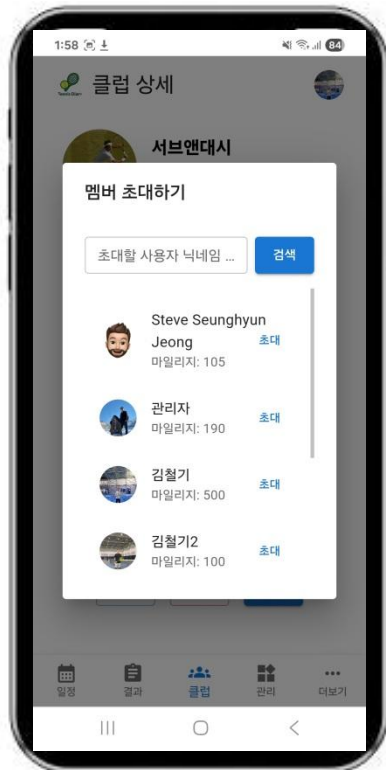 1:58
84
클럽 상세
서브앤대시
멤버 초대하기
초대할 사용자 닉네임 ...
검색
Steve Seunghyun
Jeong
마일리지: 105
초대
관리자
마일리지: 190
초대
김철기
마일리지: 500
초대
김철기2
마일리지: 100
초대
일정
결과
클럽
관리
더보기